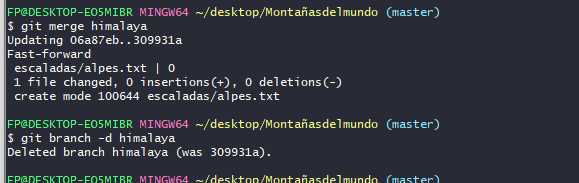 FP@DESKTOP-EO5MIBR MINGW64 ~/desktop/Montañasdelmundo (master)
$ git merge himalaya
Updating 06a87eb..309931a
Fast-forward
 escaladas/alpes.txt | 0
 1 file changed, 0 insertions(+), 0 deletions(-)
 create mode 100644 escaladas/alpes.txt
FP@DESKTOP-EO5MIBR MINGW64 ~/desktop/Montañasdelmundo (master)
$ git branch -d himalaya
Deleted branch himalaya (was 309931a).
FP@DESKTOP-EO5MIBR MINGW64 ~/desktop/Montañasdelmundo (master)